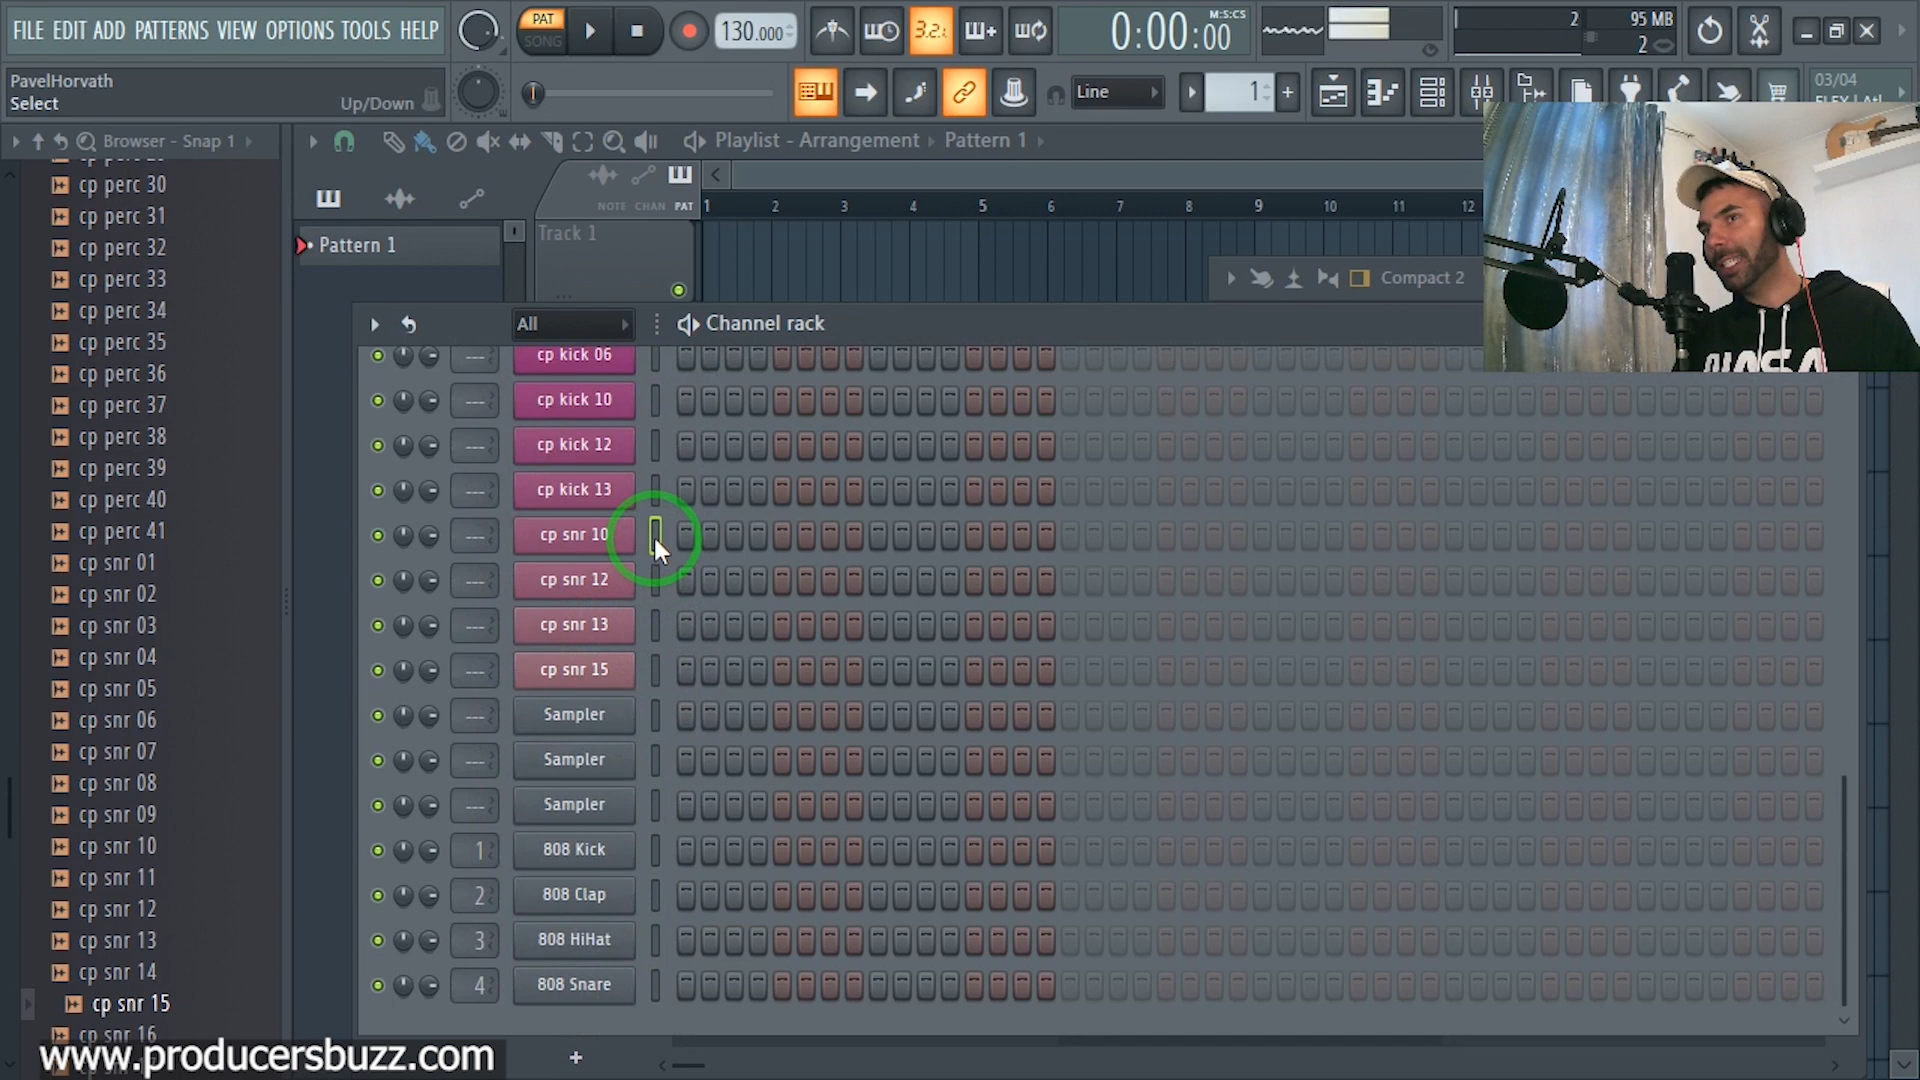 FILE EDIT ADD PATTERNS VIEW OPTIONS TOOLS HELP
PAT
SONG
130.000
3.2.
0:00:00
M:S:CS
2
95 MB
2
PavelHorvath
Select
Up/Down
Line
1
03/04
Browser - Snap 1
Playlist - Arrangement
Pattern 1
cp perc 30
cp perc 31
cp perc 32
cp perc 33
cp perc 34
cp perc 35
cp perc 36
cp perc 37
cp perc 38
cp perc 39
cp perc 40
cp perc 41
cp snr 01
cp snr 02
cp snr 03
cp snr 04
cp snr 05
cp snr 06
cp snr 07
cp snr 08
cp snr 09
cp snr 10
cp snr 11
cp snr 12
cp snr 13
cp snr 14
cp snr 15
cp snr 16
NOTE CHAN PAT
1 2 3 4 5 6 7 8 9 10 11 12
Pattern 1
Track 1
Compact 2
All
Channel rack
cp kick 06
cp kick 10
cp kick 12
cp kick 13
cp snr 10
cp snr 12
cp snr 13
cp snr 15
Sampler
Sampler
Sampler
1 808 Kick
2 808 Clap
3 808 HiHat
4 808 Snare
www.producersbuzz.com